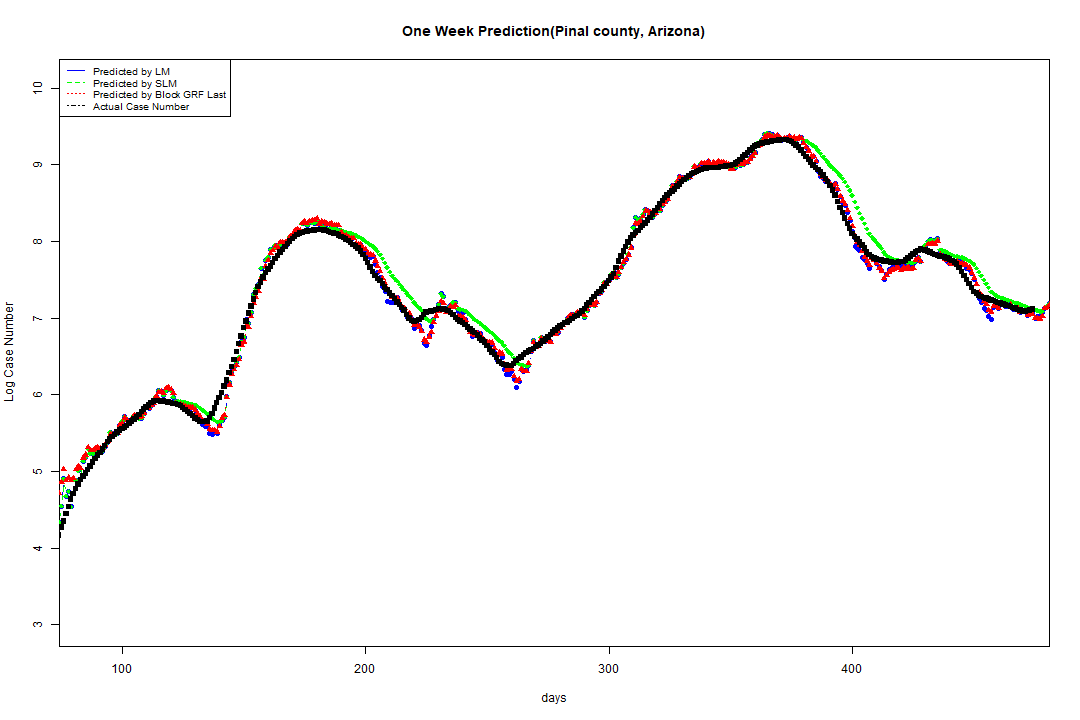 One Week Prediction(Pinal county, Arizona)
Predicted by LM
Predicted by SLM
Predicted by Block GRF Last
Actual Case Number
10
9
8
7
6
5
4
3
Log Case Number
100 200 300 400
days